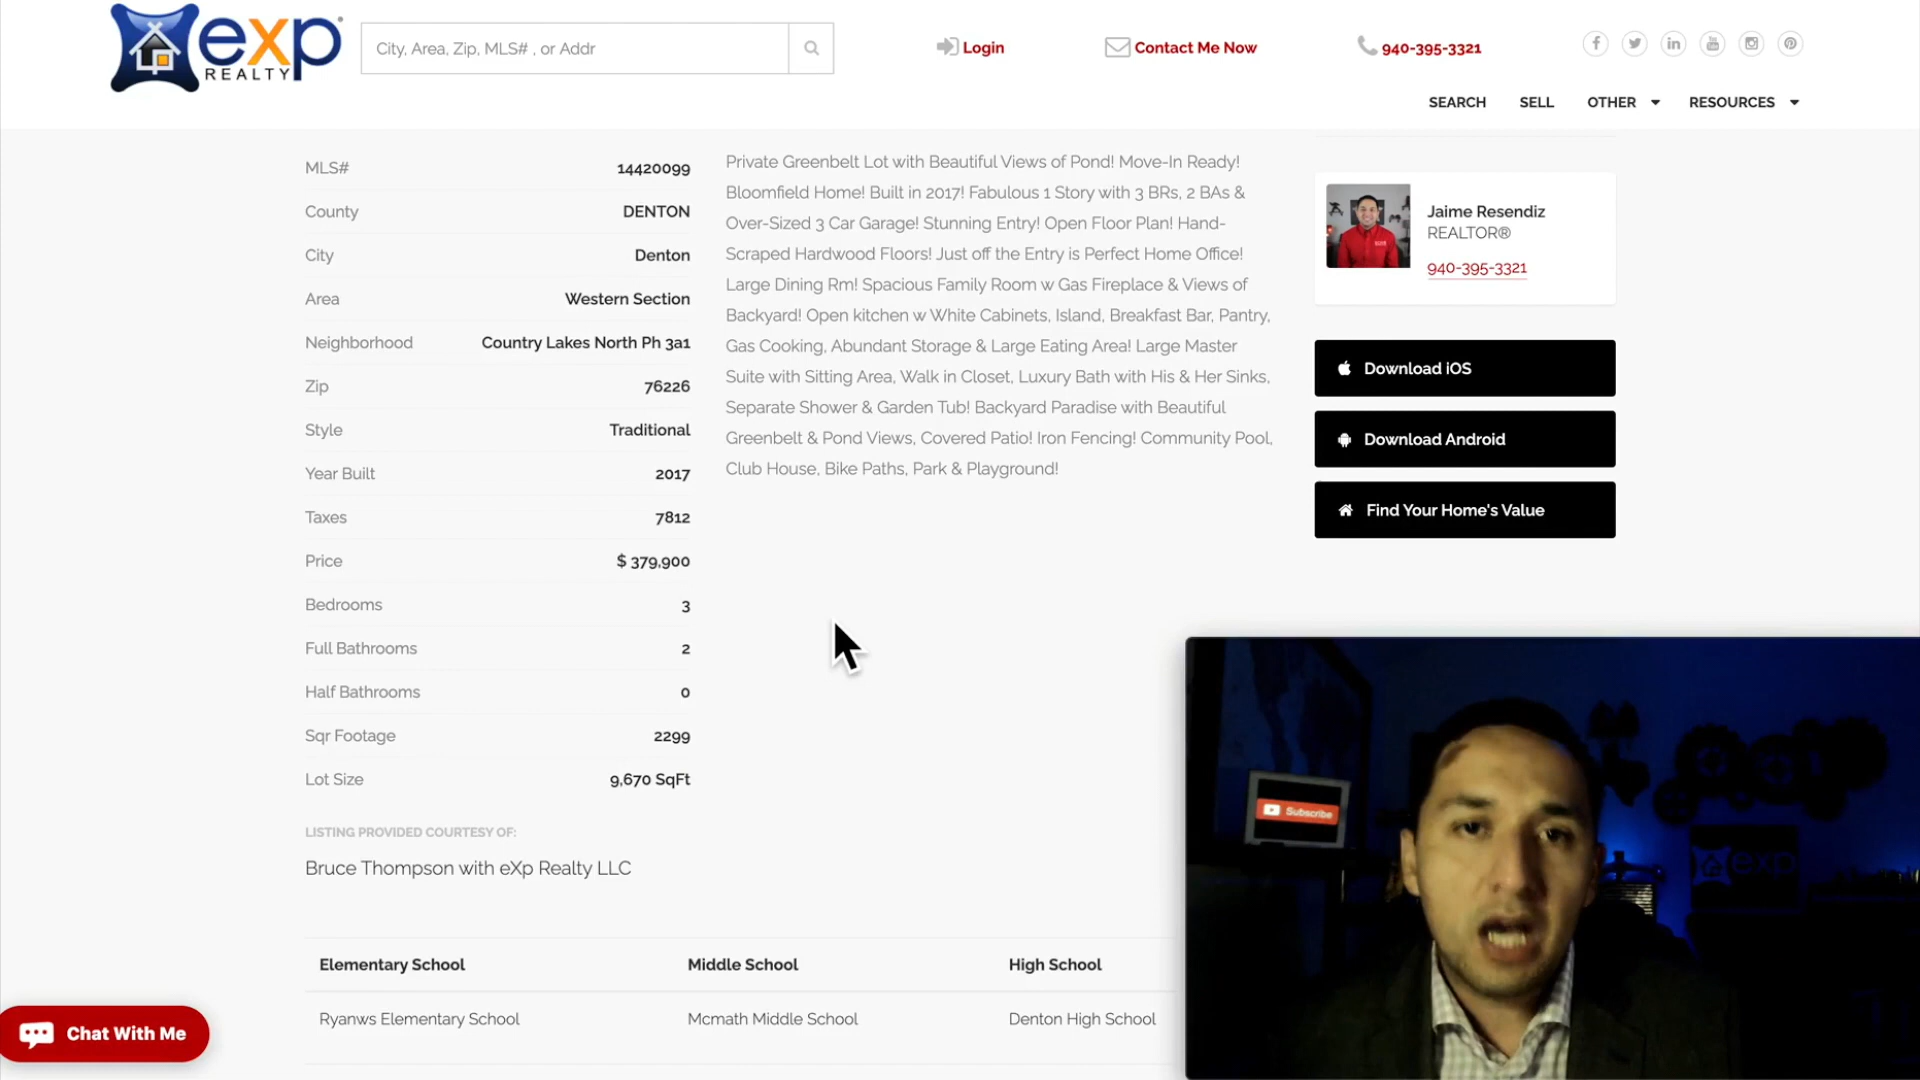 exp
REALTY
City, Area, Zip, MLS# , or Addr
Login
Contact Me Now
940-395-3321
SEARCH
SELL
OTHER
RESOURCES
MLS# 14420099
County DENTON
City Denton
Area Western Section
Neighborhood Country Lakes North Ph 3a1
Zip 76226
Style Traditional
Year Built 2017
Taxes 7812
Price $ 379,900
Bedrooms 3
Full Bathrooms 2
Half Bathrooms 0
Sqr Footage 2299
Lot Size 9,670 SqFt
LISTING PROVIDED COURTESY OF:
Bruce Thompson with eXp Realty LLC
Private Greenbelt Lot with Beautiful Views of Pond! Move-In Ready!
Bloomfield Home! Built in 2017! Fabulous 1 Story with 3 BRs, 2 BAs &
Over-Sized 3 Car Garage! Stunning Entry! Open Floor Plan! Hand-
Scraped Hardwood Floors! Just off the Entry is Perfect Home Office!
Large Dining Rm! Spacious Family Room w Gas Fireplace & Views of
Backyard! Open kitchen w White Cabinets, Island, Breakfast Bar, Pantry,
Gas Cooking, Abundant Storage & Large Eating Area! Large Master
Suite with Sitting Area, Walk in Closet, Luxury Bath with His & Her Sinks,
Separate Shower & Garden Tub! Backyard Paradise with Beautiful
Greenbelt & Pond Views, Covered Patio! Iron Fencing! Community Pool,
Club House, Bike Paths, Park & Playground!
Jaime Resendiz
REALTOR®
940-395-3321
Download iOS
Download Android
Find Your Home's Value
Subscribe
exp
Elementary School Middle School High School
Ryanws Elementary School Mcmath Middle School Denton High School
Chat With Me